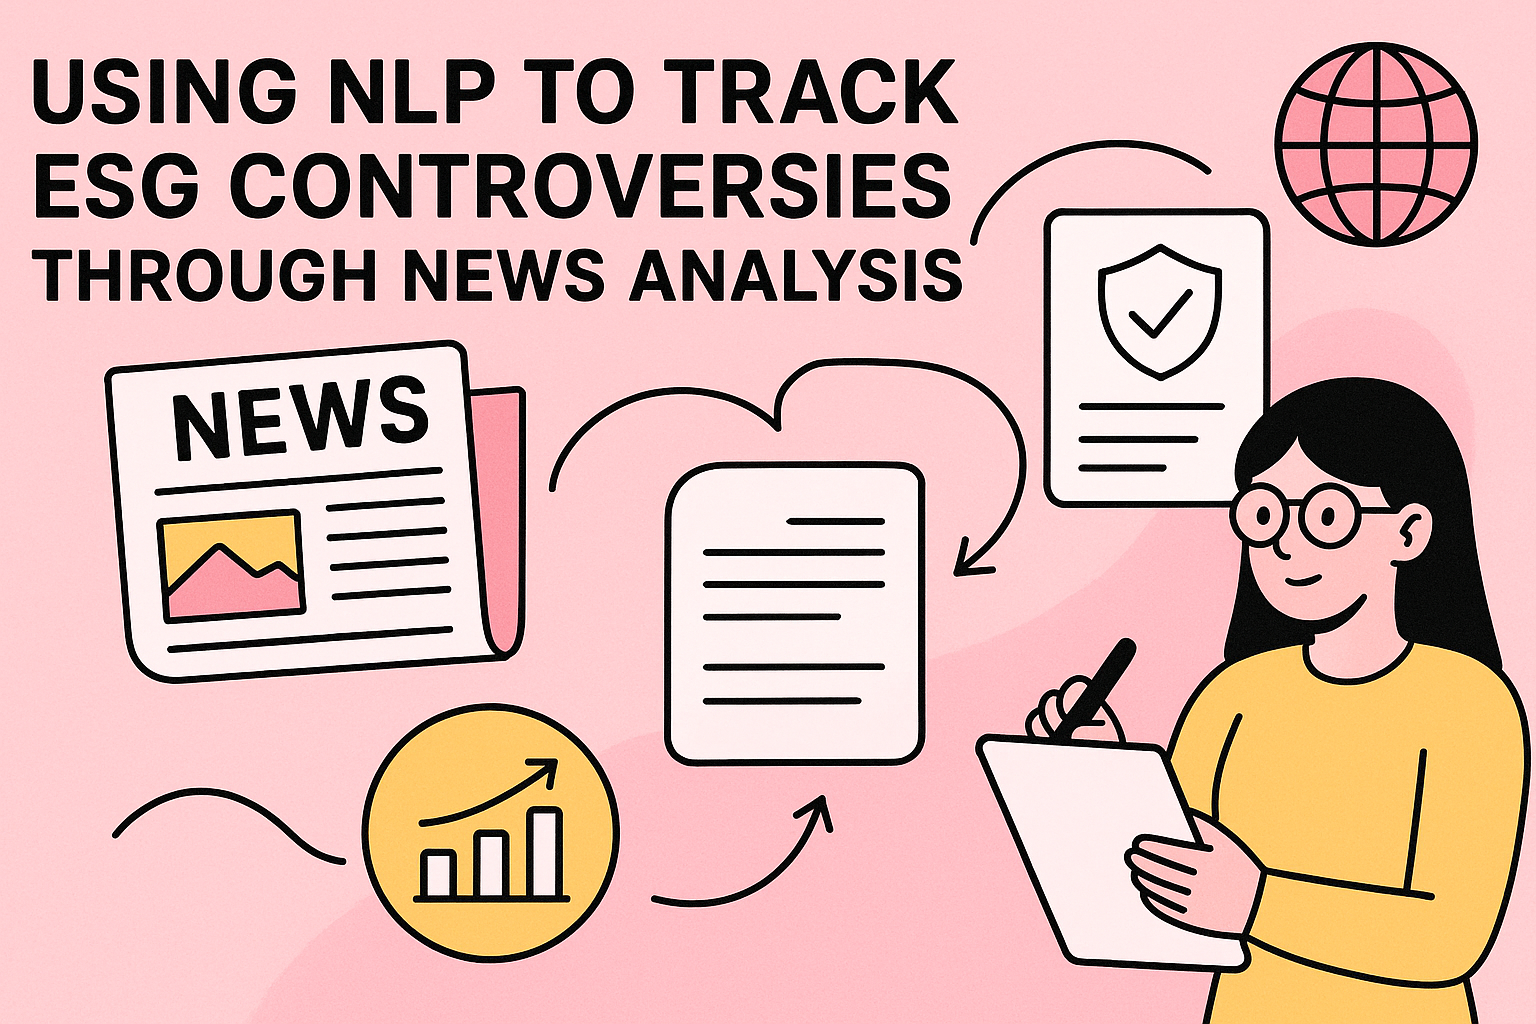 USING NLP TO TRACK
ESG CONTROVERSIES
THROUGH NEWS ANALYSIS
NEWS